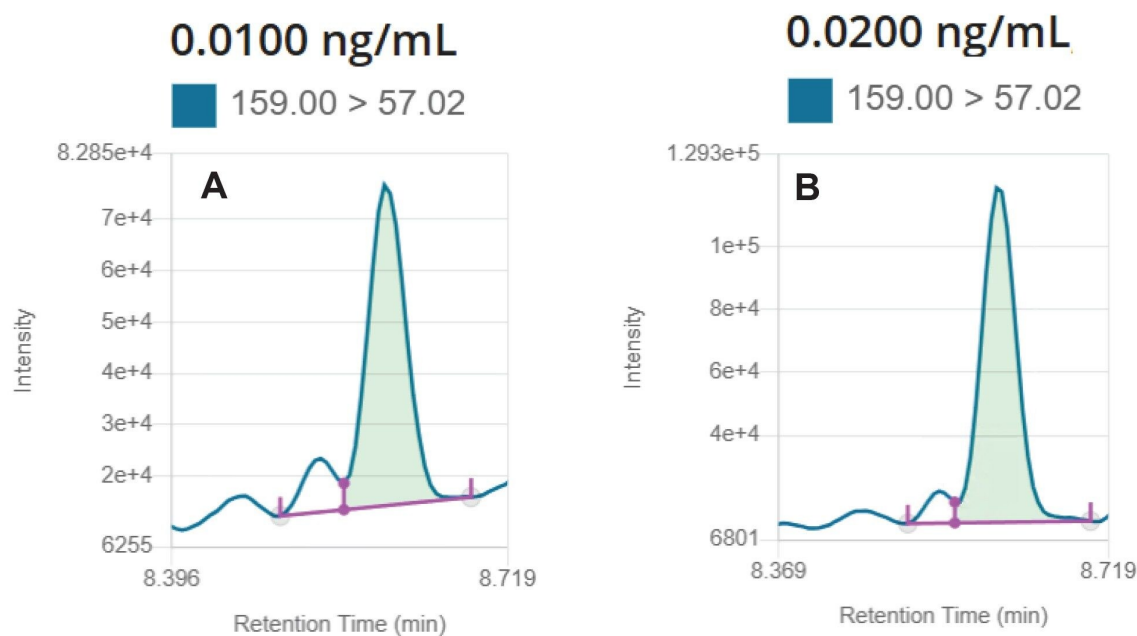 0.0100 ng/mL
159.00 > 57.02
8.285e+4
A
7e+4
6e+4
5e+4
4e+4
3e+4
2e+4
6255
8.396
8.719
Intensity
Retention Time (min)
0.0200 ng/mL
159.00 > 57.02
1.293e+5
B
1e+5
8e+4
6e+4
4e+4
6801
8.369
8.719
Intensity
Retention Time (min)